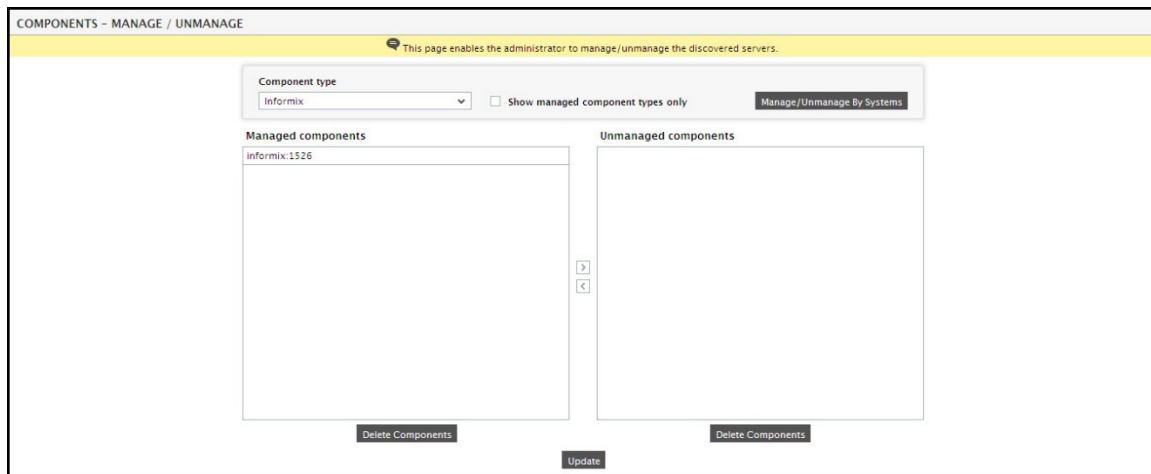 COMPONENTS - MANAGE / UNMANAGE
This page enables the administrator to manage/unmanage the discovered servers.
Component type
Informix
Show managed component types only
Manage/Unmanage By Systems
Managed components
Unmanaged components
informix:1526
>
<
Delete Components
Delete Components
Update